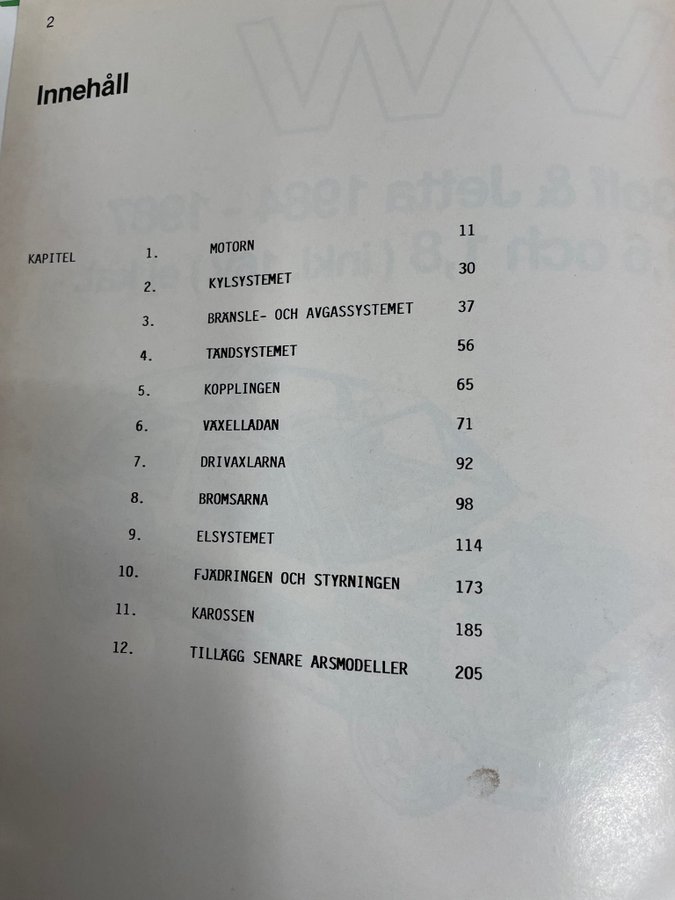 2
Innehåll
KAPITEL 1. MOTORN 11
2. KYLSYSTEMET 30
3. BRÄNSLE- OCH AVGASSYSTEMET 37
4. TÄNDSYSTEMET 56
5. KOPPLINGEN 65
6. VÄXELLÅDAN 71
7. DRIVAXLARNA 92
8. BROMSARNA 98
9. ELSYSTEMET 114
10. FJÄDRINGEN OCH STYRNINGEN 173
11. KAROSSEN 185
12. TILLÄGG SENARE ÅRSMODELLER 205